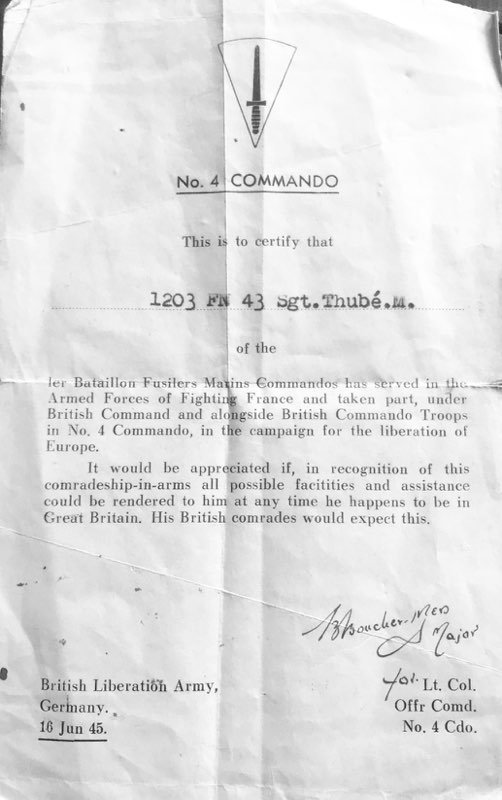 No. 4 COMMANDO
This is to certify that
1203 FN 43 Sgt.Thubé.M.
of the
1er Bataillon Fusilers Marins Commandos has served in the
Armed Forces of Fighting France and taken part, under
British Command and alongside British Commando Troops
in No. 4 Commando, in the campaign for the liberation of
Europe.
It would be appreciated if, in recognition of this
comradeship-in-arms all possible facitities and assistance
could be rendered to him at any time he happens to be in
Great Britain. His British comrades would expect this.
Boucher-Myers
Major
British Liberation Army,
for Lt. Col.
Germany.
Offr Comd.
16 Jun 45.
No. 4 Cdo.